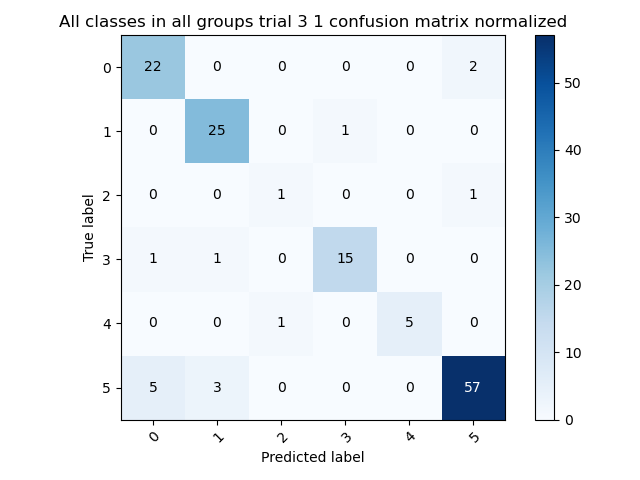 All classes in all groups trial 3 1 confusion matrix normalized
True label
0 22 0 0 0 0 2
1 0 25 0 1 0 0
2 0 0 1 0 0 1
3 1 1 0 15 0 0
4 0 0 1 0 5 0
5 5 3 0 0 0 57
0 1 2 3 4 5
Predicted label
50
40
30
20
10
0